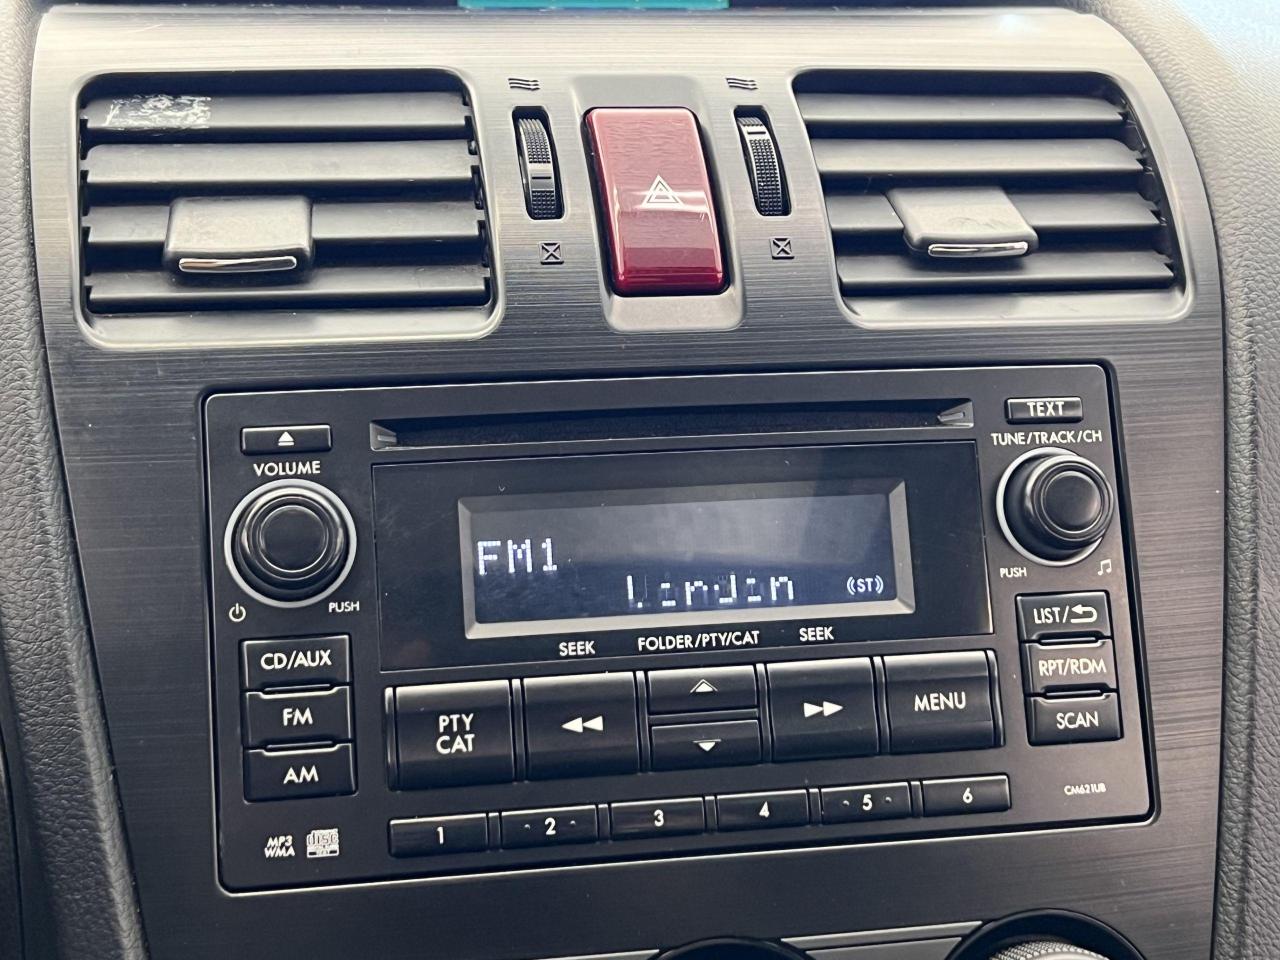 TEXT
TUNE/TRACK/CH
VOLUME
FM1
(ST)
PUSH
PUSH
SEEK
FOLDER/PTY/CAT
SEEK
LIST/
CD/AUX
RPT/RDM
FM
PTY
CAT
MENU
SCAN
AM
1
2
3
4
5
6
CM621UB
MP3
WMA
disc